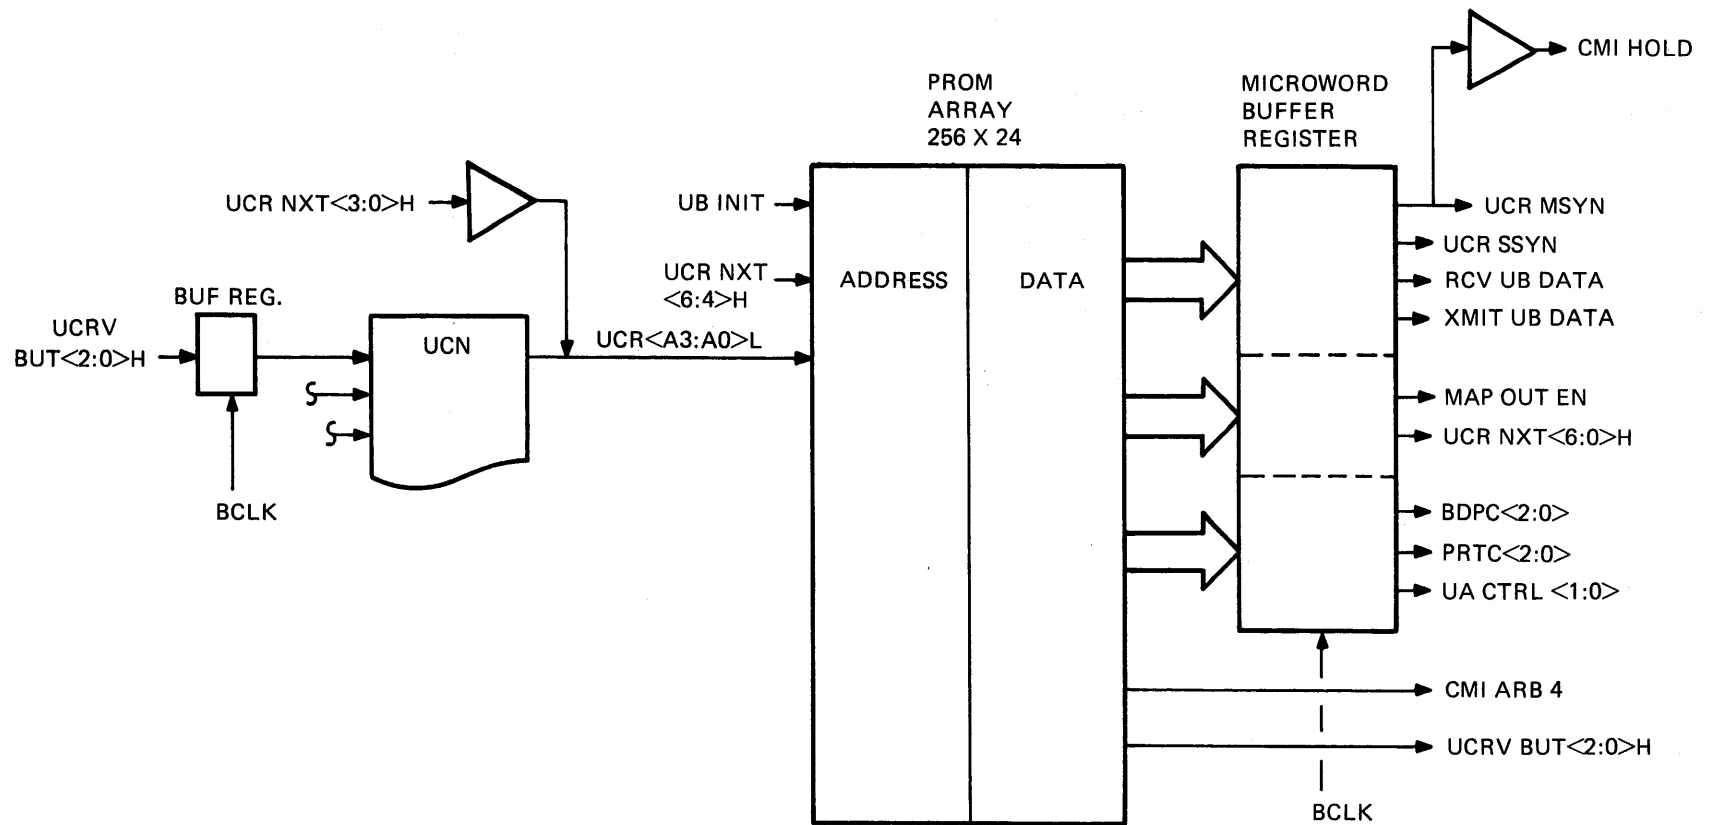 CMI HOLD
PROM
ARRAY
256 X 24
MICROWORD
BUFFER
REGISTER
UCR NXT<3:0>H
UB INIT
UCR MSYN
UCR SSYN
UCR NXT
<6:4>H
ADDRESS
DATA
RCV UB DATA
BUF REG.
XMIT UB DATA
UCRV
BUT<2:0>H
UCN
UCR<A3:A0>L
MAP OUT EN
UCR NXT<6:0>H
BCLK
BDPC<2:0>
PRTC<2:0>
UA CTRL <1:0>
CMI ARB 4
UCRV BUT<2:0>H
BCLK